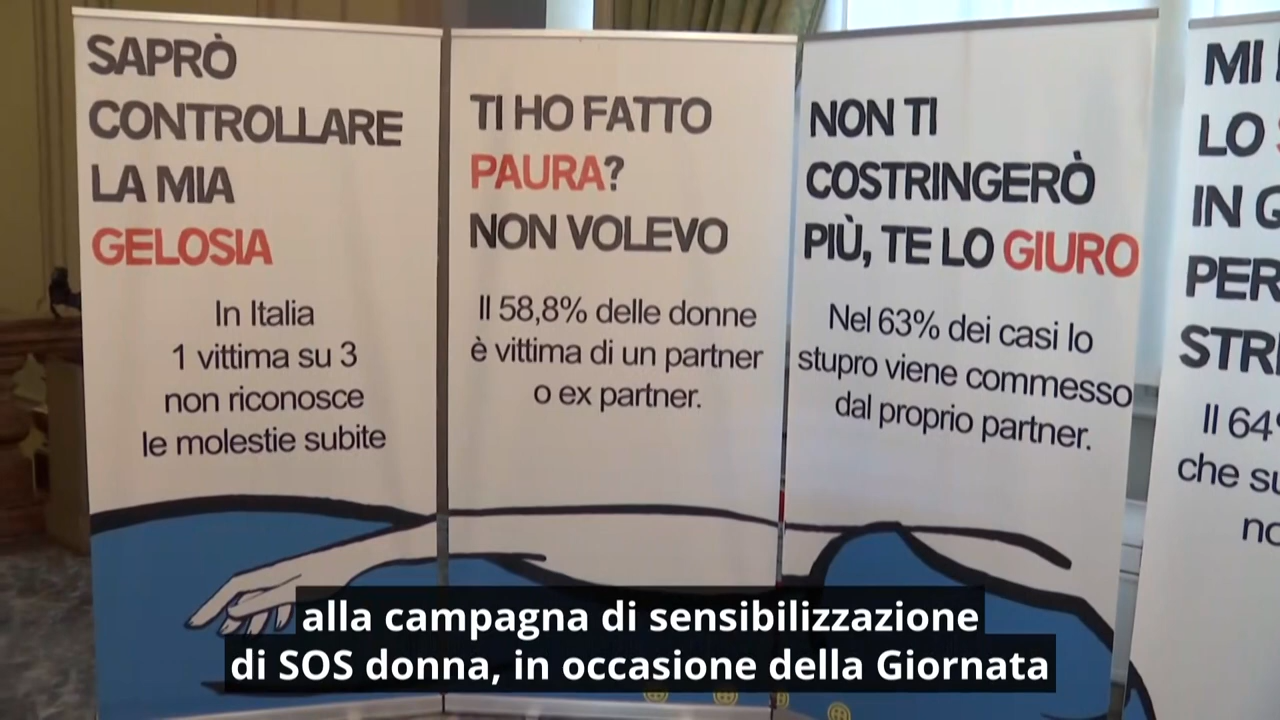 SAPRÒ
CONTROLLARE
LA MIA
GELOSIA
In Italia
1 vittima su 3
non riconosce
le molestie subite
TI HO FATTO
PAURA?
NON VOLEVO
Il 58,8% delle donne
è vittima di un partner
o ex partner.
NON TI
COSTRINGERÒ
PIÙ, TE LO GIURO
Nel 63% dei casi lo
stupro viene commesso
dal proprio partner.
MI
LO
IN
PER
Il 64
che
alla campagna di sensibilizzazione
di SOS donna, in occasione della Giornata